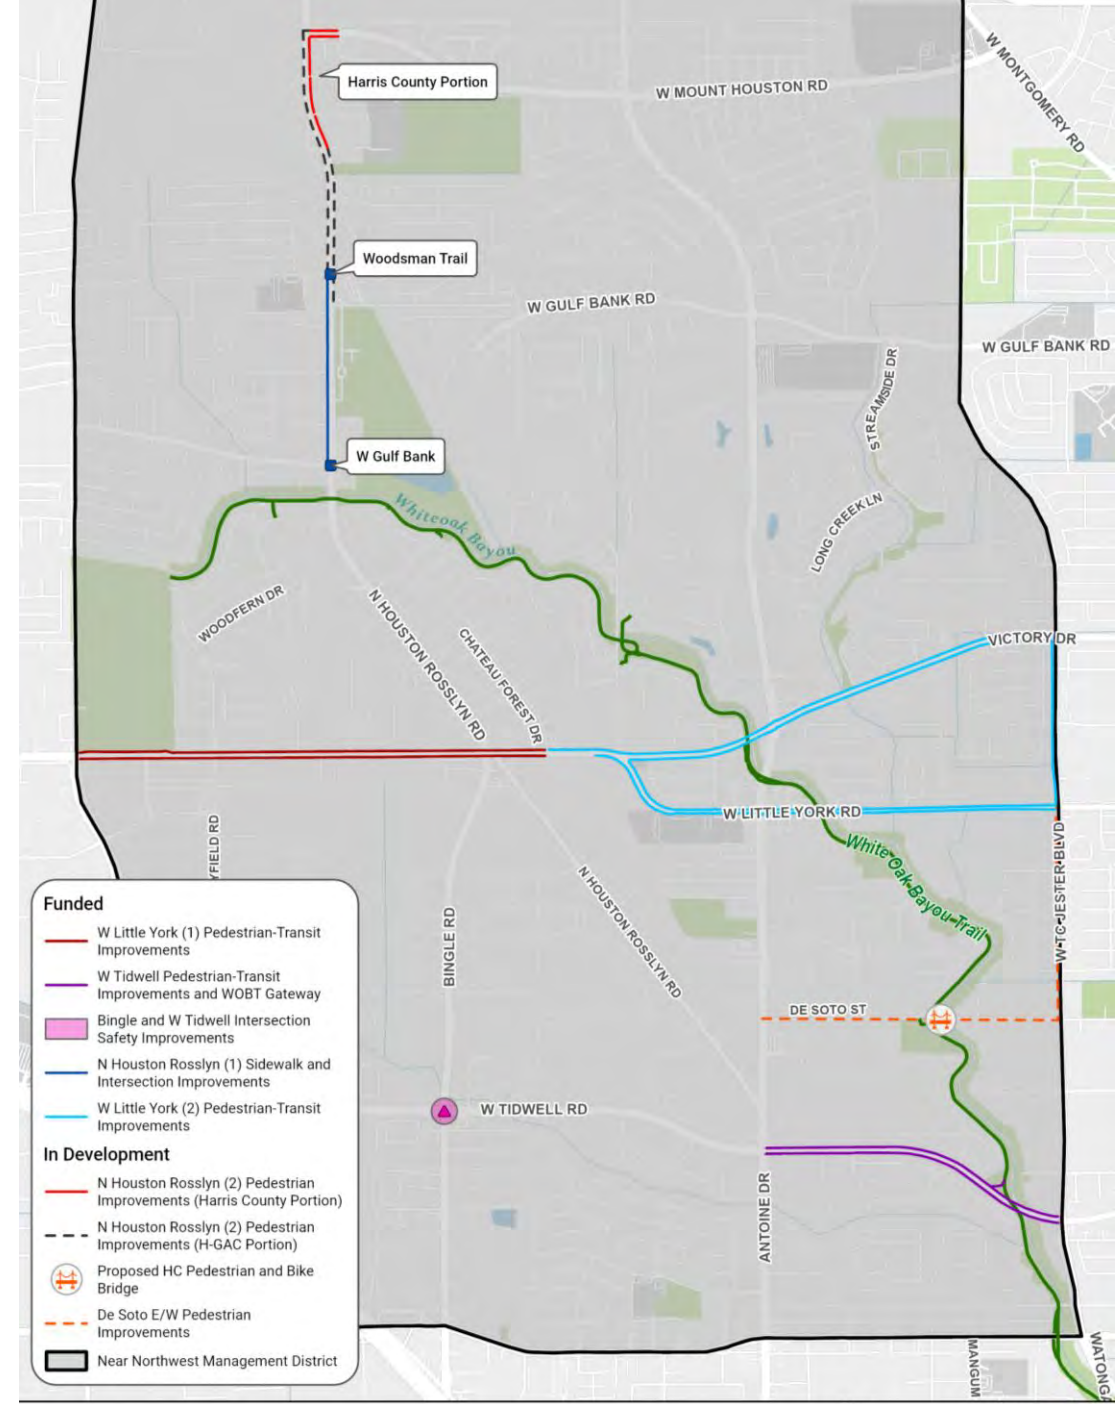 W MONTGOMERY RD
Harris County Portion
W MOUNT HOUSTON RD
Woodsman Trail
W GULF BANK RD
W GULF BANK RD
STREAMSIDE DR
W Gulf Bank
Whiteoak Bayou
LONG CREEK LN
WOODFERN DR
N HOUSTON ROSSLYN RD
CHATEAU FOREST DR
VICTORY DR
W LITTLE YORK RD
YFIELD RD
White Oak Bayou Trail
W TC JESTER BLVD
N HOUSTON ROSSLYN RD
BINGLE RD
DE SOTO ST
W TIDWELL RD
ANTOINE DR
MANGUM
WATONGA
Funded
W Little York (1) Pedestrian-Transit
Improvements
W Tidwell Pedestrian-Transit
Improvements and WOBT Gateway
Bingle and W Tidwell Intersection
Safety Improvements
N Houston Rosslyn (1) Sidewalk and
Intersection Improvements
W Little York (2) Pedestrian-Transit
Improvements
In Development
N Houston Rosslyn (2) Pedestrian
Improvements (Harris County Portion)
N Houston Rosslyn (2) Pedestrian
Improvements (H-GAC Portion)
Proposed HC Pedestrian and Bike
Bridge
De Soto E/W Pedestrian
Improvements
Near Northwest Management District